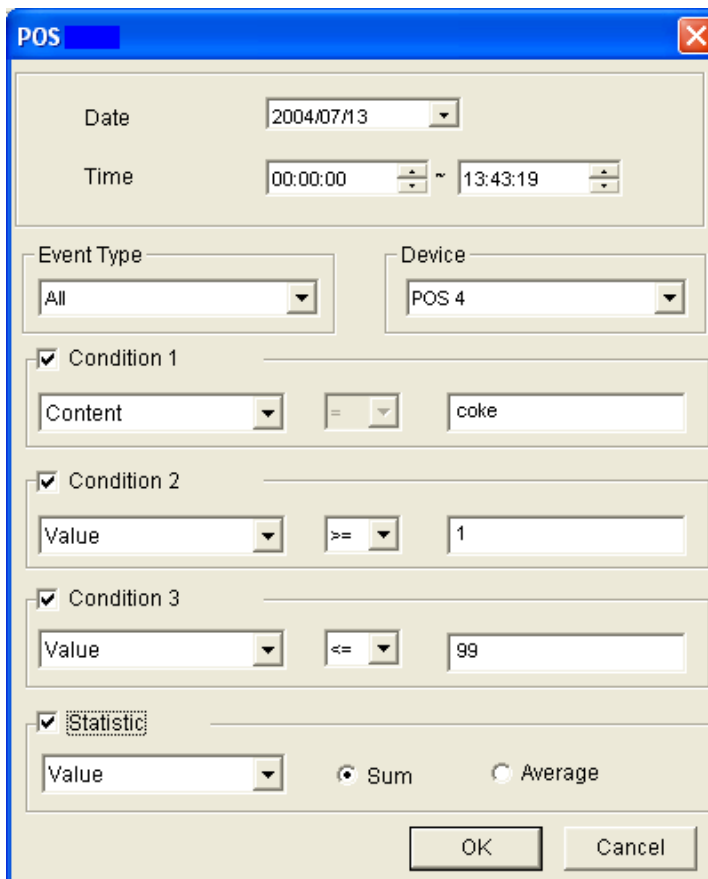 POS
Date 2004/07/13
Time 00:00:00 ~ 13:43:19
Event Type Device
All POS 4
Condition 1
Content = coke
Condition 2
Value >= 1
Condition 3
Value <= 99
Statistic
Value Sum Average
OK Cancel